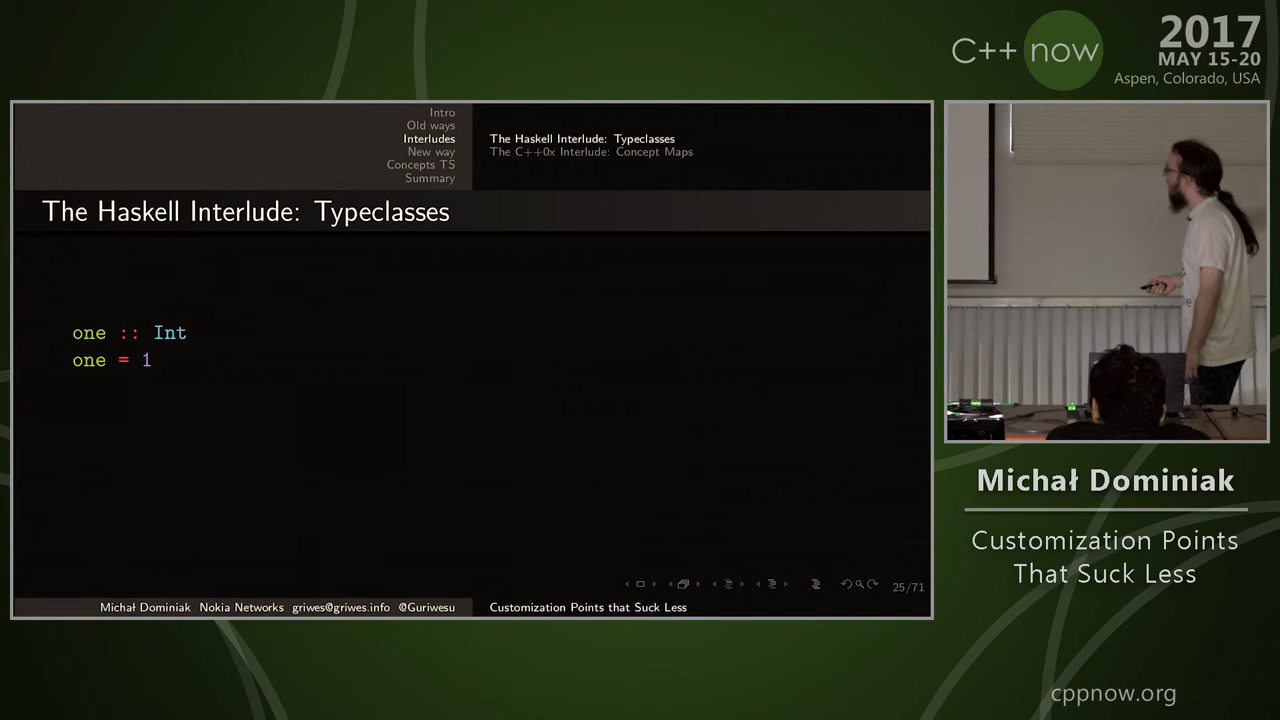 C++ now
2017
MAY 15-20
Aspen, Colorado, USA
Intro
Old ways
Interludes
New way
Concepts TS
Summary
The Haskell Interlude: Typeclasses
The C++0x Interlude: Concept Maps
The Haskell Interlude: Typeclasses
one :: Int
one = 1
25/71
Michał Dominiak Nokia Networks griwes@griwes.info @Guriwesu
Customization Points that Suck Less
Michał Dominiak
Customization Points
That Suck Less
cppnow.org